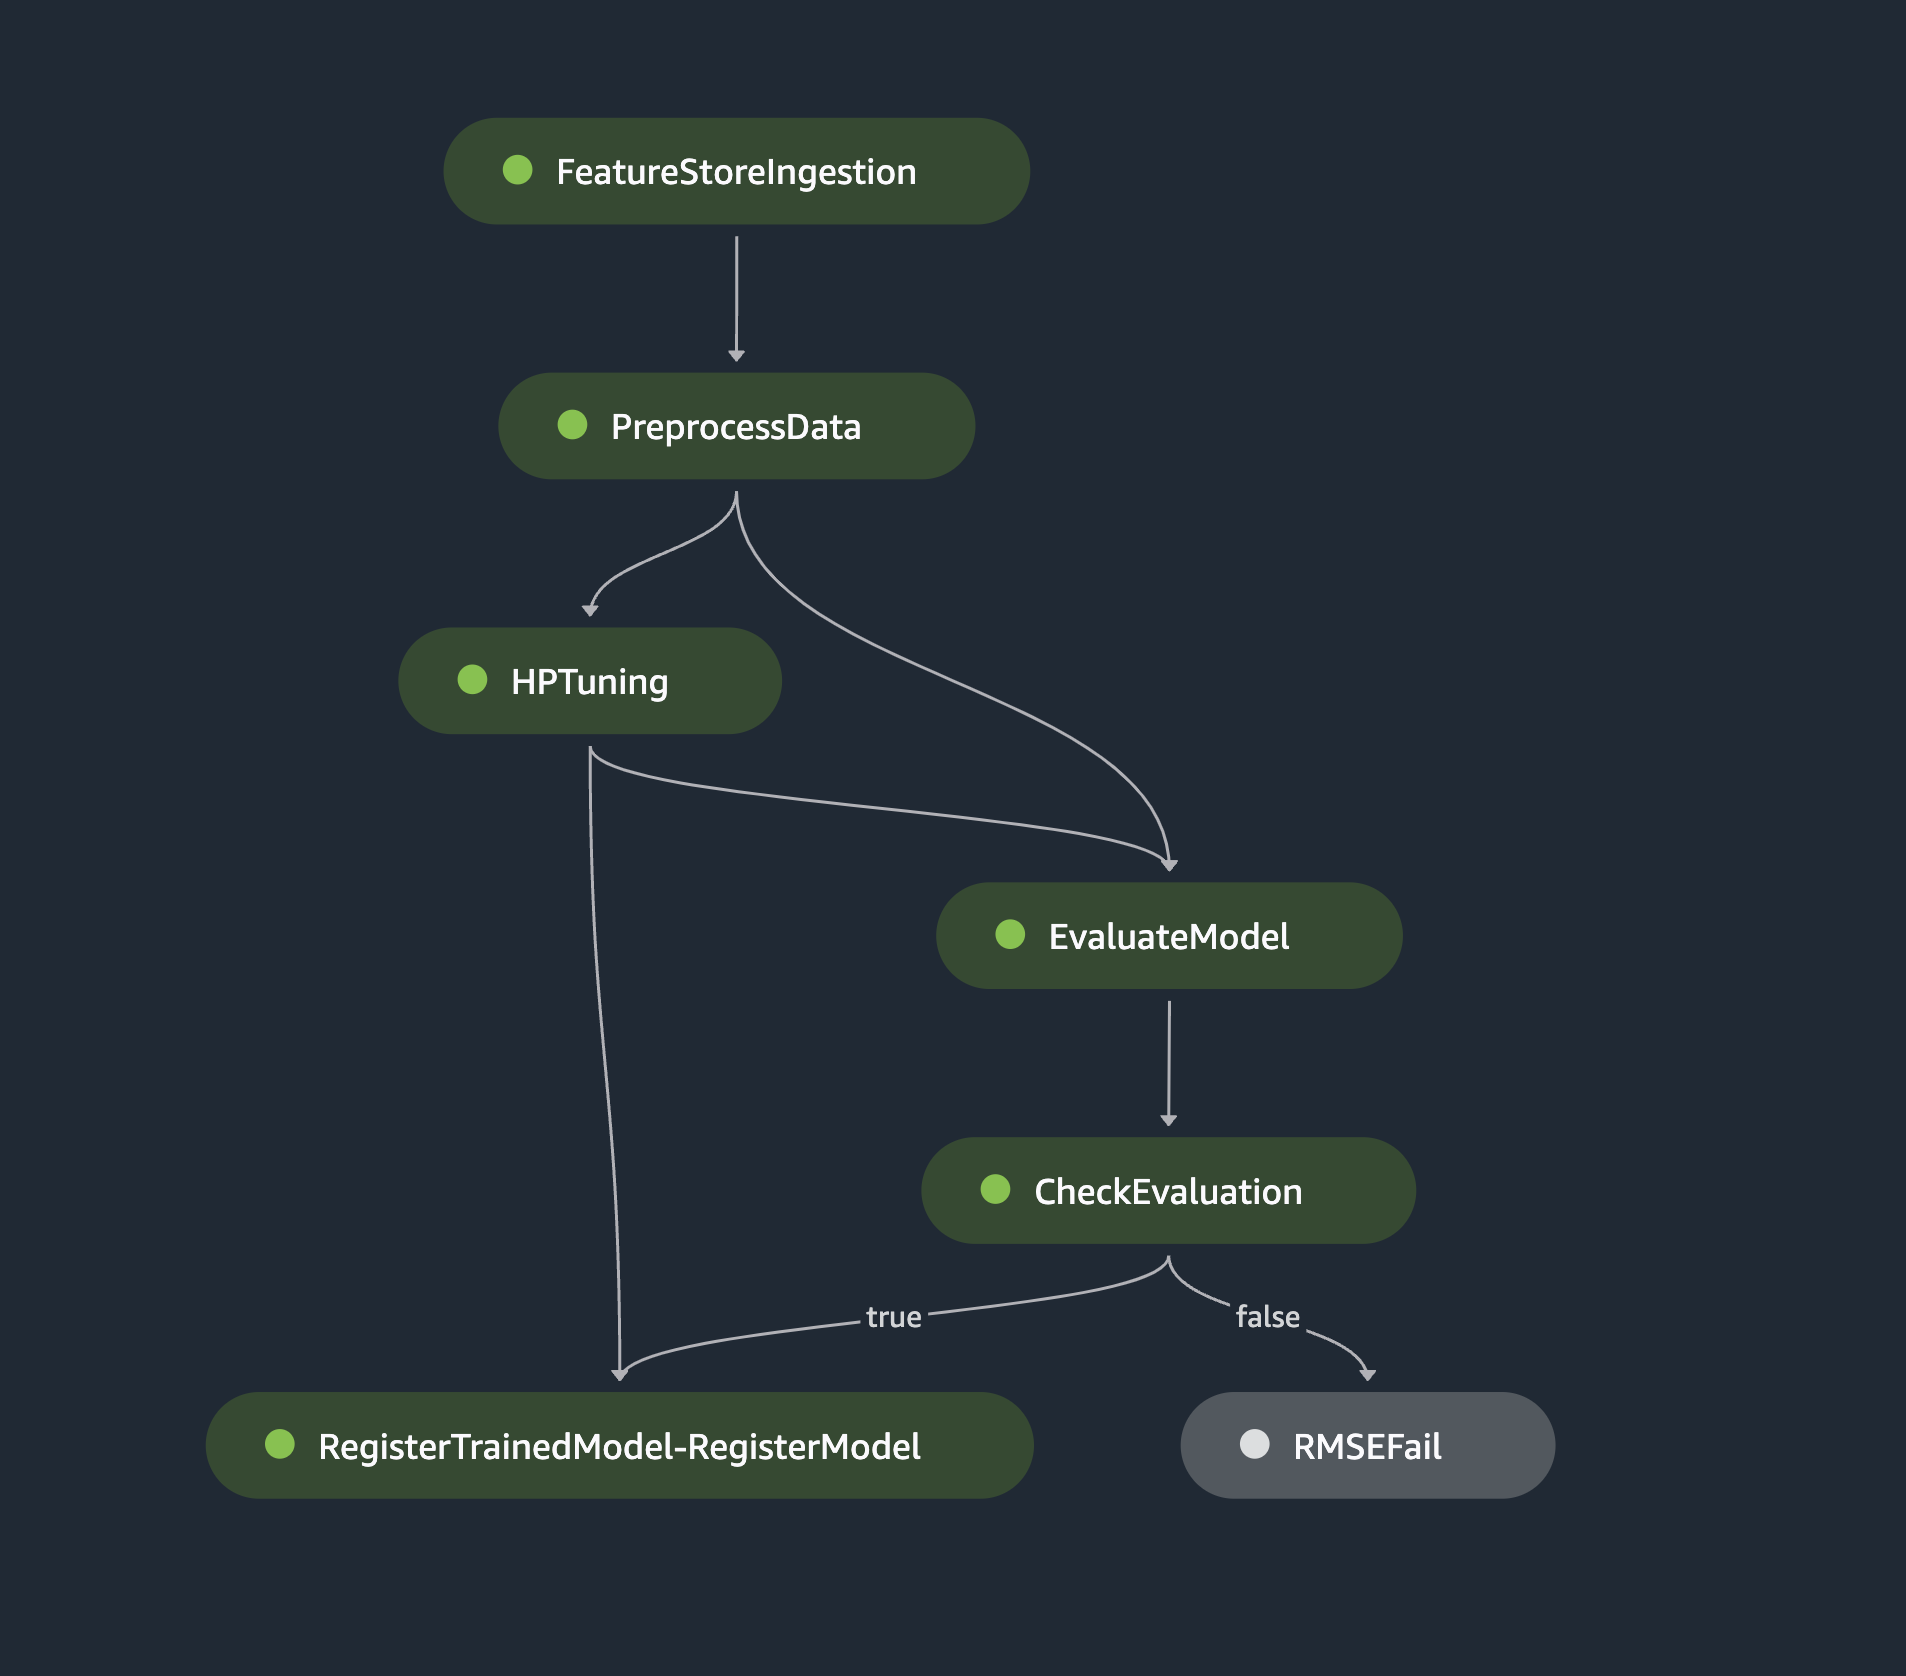 FeatureStoreIngestion
PreprocessData
HPTuning
EvaluateModel
CheckEvaluation
true
false
RegisterTrainedModel-RegisterModel
RMSEFail